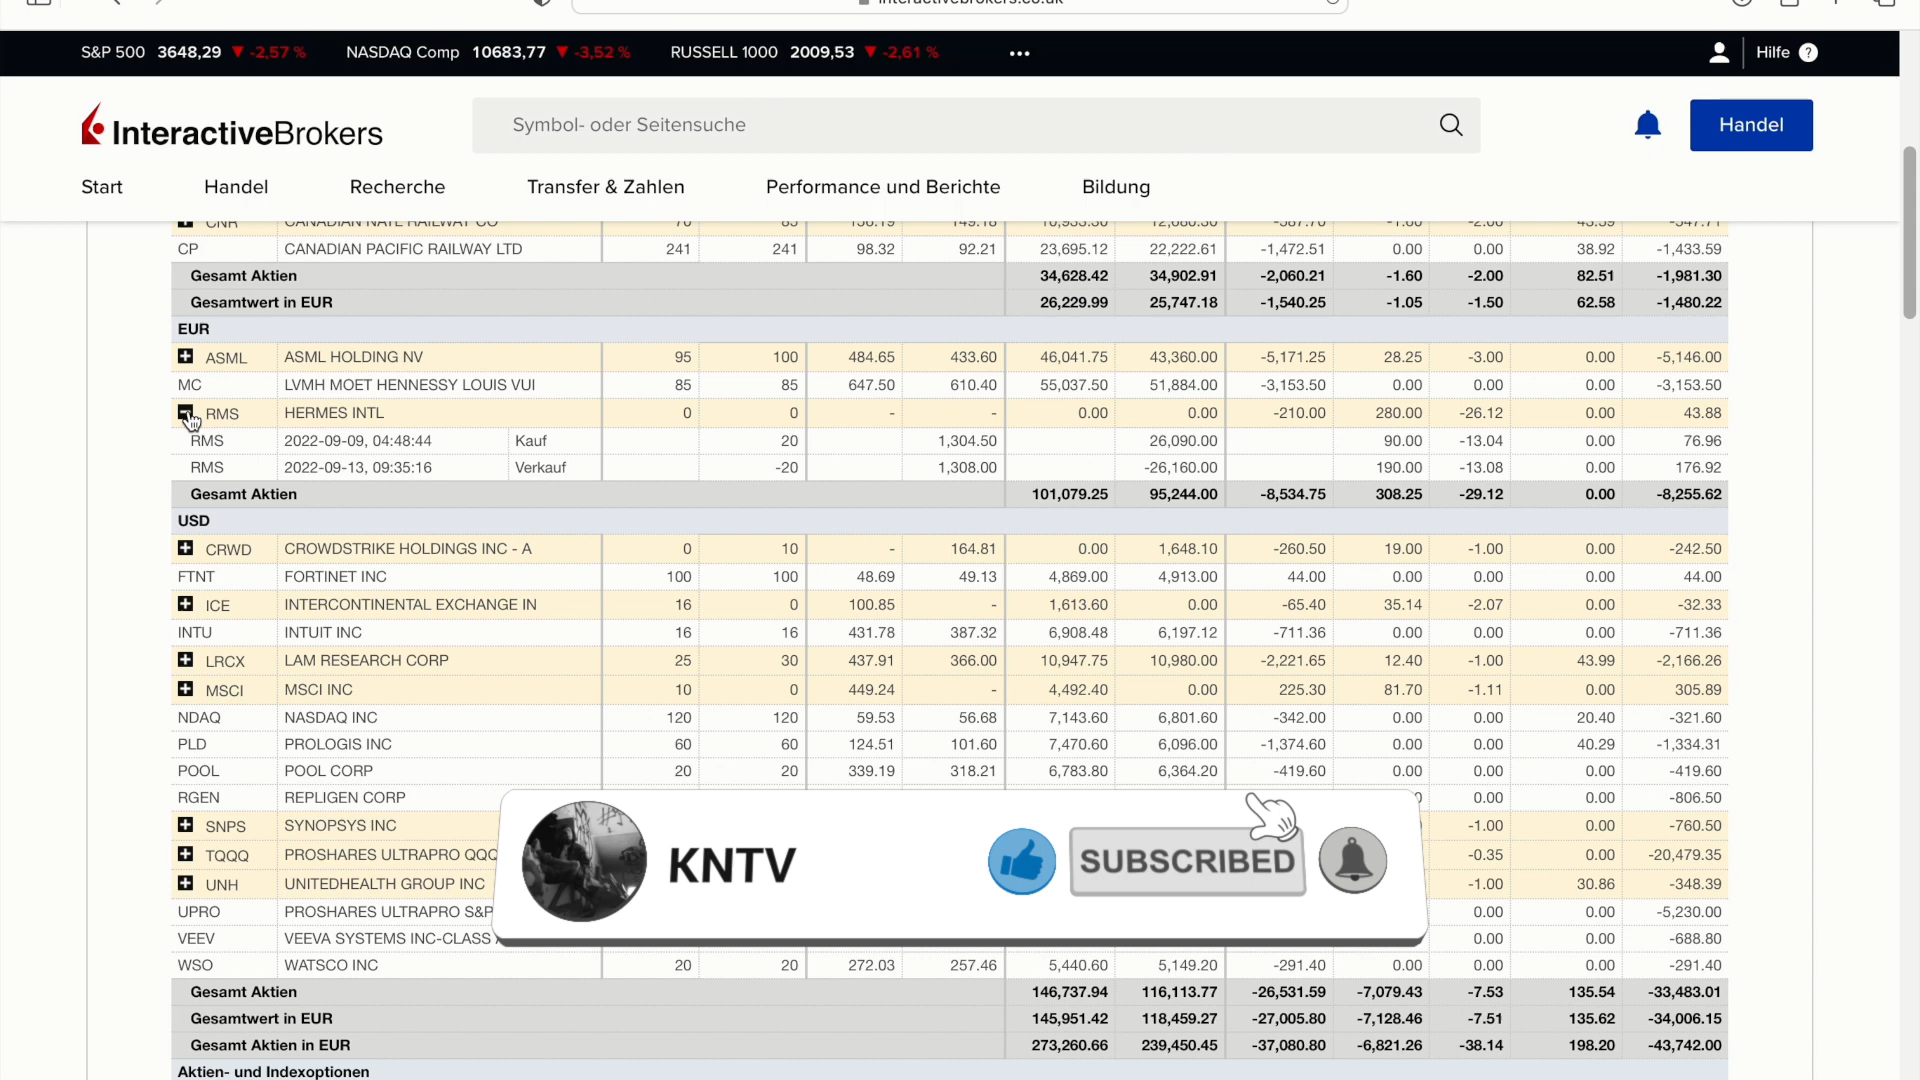 interactivebrokers.co.uk
S&P 500 3648,29 ▼ -2,57 % NASDAQ Comp 10683,77 ▼ -3,52 % RUSSELL 1000 2009,53 ▼ -2,61 % ••• Hilfe ?
InteractiveBrokers Symbol- oder Seitensuche Handel
Start Handel Recherche Transfer & Zahlen Performance und Berichte Bildung
CNR CANADIAN NATL RAILWAY CO 70 85 156.19 149.18 10,933.30 12,680.30 -587.70 -1.60 -2.00 43.59 -547.71
CP CANADIAN PACIFIC RAILWAY LTD 241 241 98.32 92.21 23,695.12 22,222.61 -1,472.51 0.00 0.00 38.92 -1,433.59
Gesamt Aktien 34,628.42 34,902.91 -2,060.21 -1.60 -2.00 82.51 -1,981.30
Gesamtwert in EUR 26,229.99 25,747.18 -1,540.25 -1.05 -1.50 62.58 -1,480.22
EUR
ASML ASML HOLDING NV 95 100 484.65 433.60 46,041.75 43,360.00 -5,171.25 28.25 -3.00 0.00 -5,146.00
MC LVMH MOET HENNESSY LOUIS VUI 85 85 647.50 610.40 55,037.50 51,884.00 -3,153.50 0.00 0.00 0.00 -3,153.50
RMS HERMES INTL 0 0 - - 0.00 0.00 -210.00 280.00 -26.12 0.00 43.88
RMS 2022-09-09, 04:48:44 Kauf 20 1,304.50 26,090.00 90.00 -13.04 0.00 76.96
RMS 2022-09-13, 09:35:16 Verkauf -20 1,308.00 -26,160.00 190.00 -13.08 0.00 176.92
Gesamt Aktien 101,079.25 95,244.00 -8,534.75 308.25 -29.12 0.00 -8,255.62
USD
CRWD CROWDSTRIKE HOLDINGS INC - A 0 10 - 164.81 0.00 1,648.10 -260.50 19.00 -1.00 0.00 -242.50
FTNT FORTINET INC 100 100 48.69 49.13 4,869.00 4,913.00 44.00 0.00 0.00 0.00 44.00
ICE INTERCONTINENTAL EXCHANGE IN 16 0 100.85 - 1,613.60 0.00 -65.40 35.14 -2.07 0.00 -32.33
INTU INTUIT INC 16 16 431.78 387.32 6,908.48 6,197.12 -711.36 0.00 0.00 0.00 -711.36
LRCX LAM RESEARCH CORP 25 30 437.91 366.00 10,947.75 10,980.00 -2,221.65 12.40 -1.00 43.99 -2,166.26
MSCI MSCI INC 10 0 449.24 - 4,492.40 0.00 225.30 81.70 -1.11 0.00 305.89
NDAQ NASDAQ INC 120 120 59.53 56.68 7,143.60 6,801.60 -342.00 0.00 0.00 20.40 -321.60
PLD PROLOGIS INC 60 60 124.51 101.60 7,470.60 6,096.00 -1,374.60 0.00 0.00 40.29 -1,334.31
POOL POOL CORP 20 20 339.19 318.21 6,783.80 6,364.20 -419.60 0.00 0.00 0.00 -419.60
RGEN REPLIGEN CORP 0.00 0.00 -806.50
SNPS SYNOPSYS INC -1.00 0.00 -760.50
TQQQ PROSHARES ULTRAPRO QQQ -0.35 0.00 -20,479.35
KNTV SUBSCRIBED
UNH UNITEDHEALTH GROUP INC -1.00 30.86 -348.39
UPRO PROSHARES ULTRAPRO S&P 0.00 0.00 -5,230.00
VEEV VEEVA SYSTEMS INC-CLASS 0.00 0.00 -688.80
WSO WATSCO INC 20 20 272.03 257.46 5,440.60 5,149.20 -291.40 0.00 0.00 0.00 -291.40
Gesamt Aktien 146,737.94 116,113.77 -26,531.59 -7,079.43 -7.53 135.54 -33,483.01
Gesamtwert in EUR 145,951.42 118,459.27 -27,005.80 -7,128.46 -7.51 135.62 -34,006.15
Gesamt Aktien in EUR 273,260.66 239,450.45 -37,080.80 -6,821.26 -38.14 198.20 -43,742.00
Aktien- und Indexoptionen